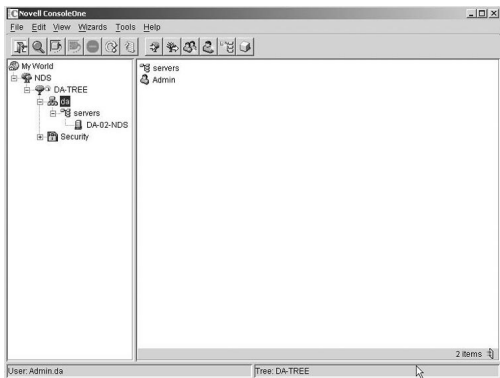 Novell ConsoleOne
File Edit View Wizards Tools Help
My World
NDS
DA-TREE
da
servers
DA-02-NDS
Security
servers
Admin
2 Items
User: Admin.da
Tree: DA-TREE